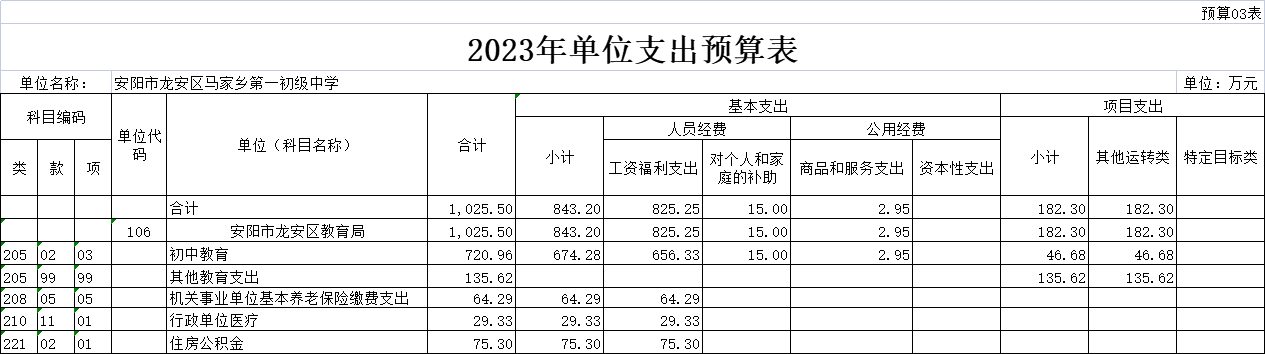 预算03表
2023年单位支出预算表
单位名称: 安阳市龙安区马家乡第一初级中学 单位: 万元
科目编码 单位代码 单位(科目名称) 合计 基本支出 项目支出
小计 人员经费 公用经费 小计 其他运转类 特定目标类
类 款 项 工资福利支出 对个人和家庭的补助 商品和服务支出 资本性支出
合计 1,025.50 843.20 825.25 15.00 2.95 182.30 182.30
106 安阳市龙安区教育局 1,025.50 843.20 825.25 15.00 2.95 182.30 182.30
205 02 03 初中教育 720.96 674.28 656.33 15.00 2.95 46.68 46.68
205 99 99 其他教育支出 135.62 135.62 135.62
208 05 05 机关事业单位基本养老保险缴费支出 64.29 64.29 64.29
210 11 01 行政单位医疗 29.33 29.33 29.33
221 02 01 住房公积金 75.30 75.30 75.30